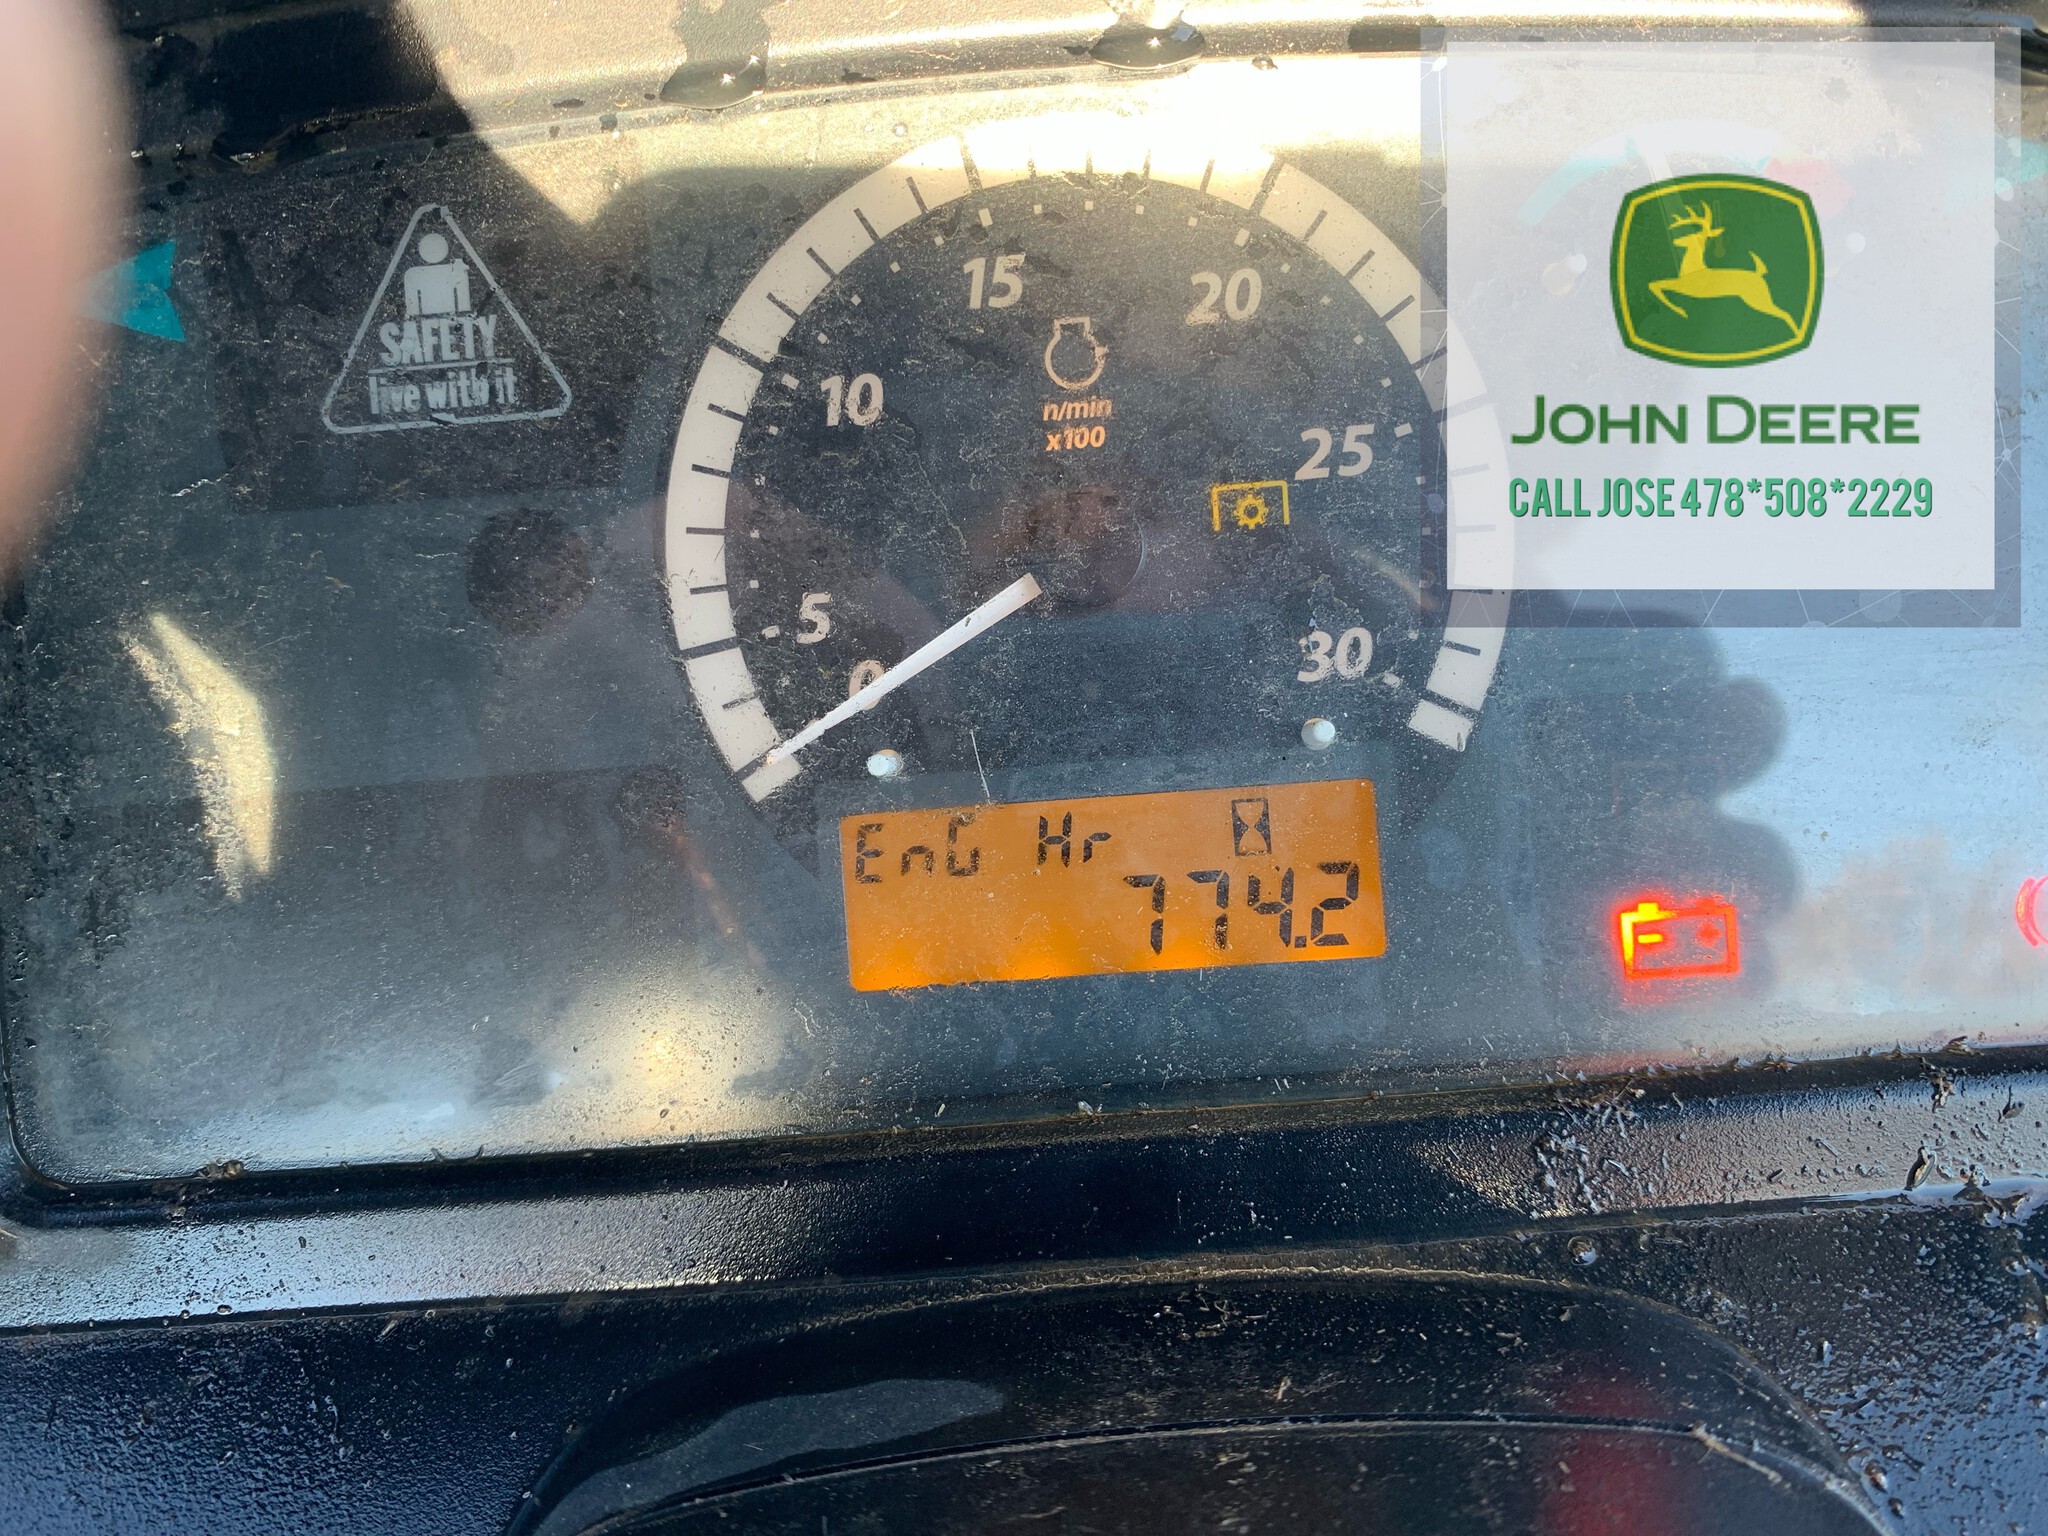 SAFETY
live with it
0
5
10
15
20
25
30
n/min
x100
EnG Hr
774.2
JOHN DEERE
CALL JOSE 478*508*2229